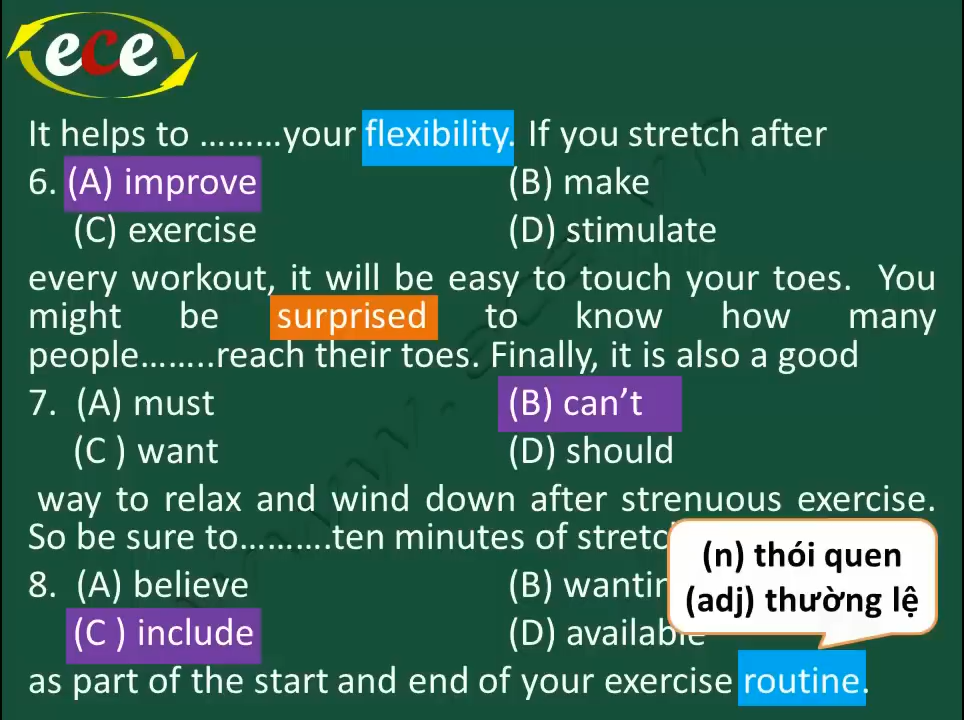 ece
It helps to ………your flexibility. If you stretch after
6. (A) improve (B) make
(C) exercise (D) stimulate
every workout, it will be easy to touch your toes. You
might be surprised to know how many
people……..reach their toes. Finally, it is also a good
7. (A) must (B) can’t
(C ) want (D) should
way to relax and wind down after strenuous exercise.
So be sure to……….ten minutes of
8. (A) believe (B)
(C ) include (D) available
(n) thói quen
(adj) thường lệ
as part of the start and end of your exercise routine.